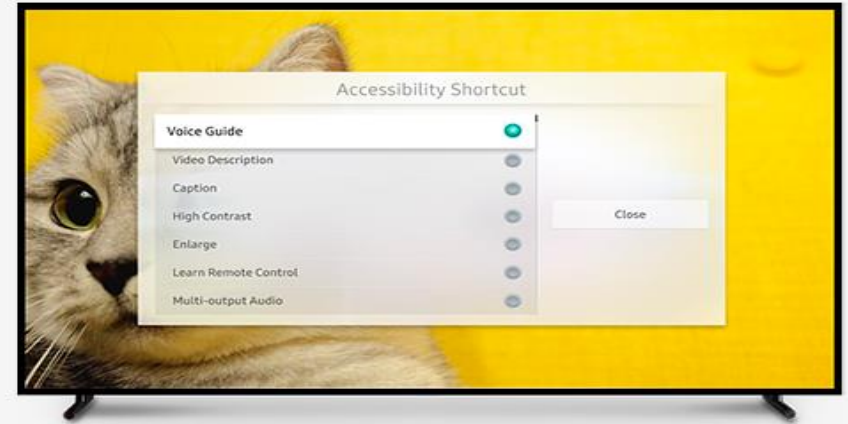 Accessibility Shortcut
Voice Guide
Video Description
Caption
High Contrast
Close
Enlarge
Learn Remote Control
Multi-output Audio